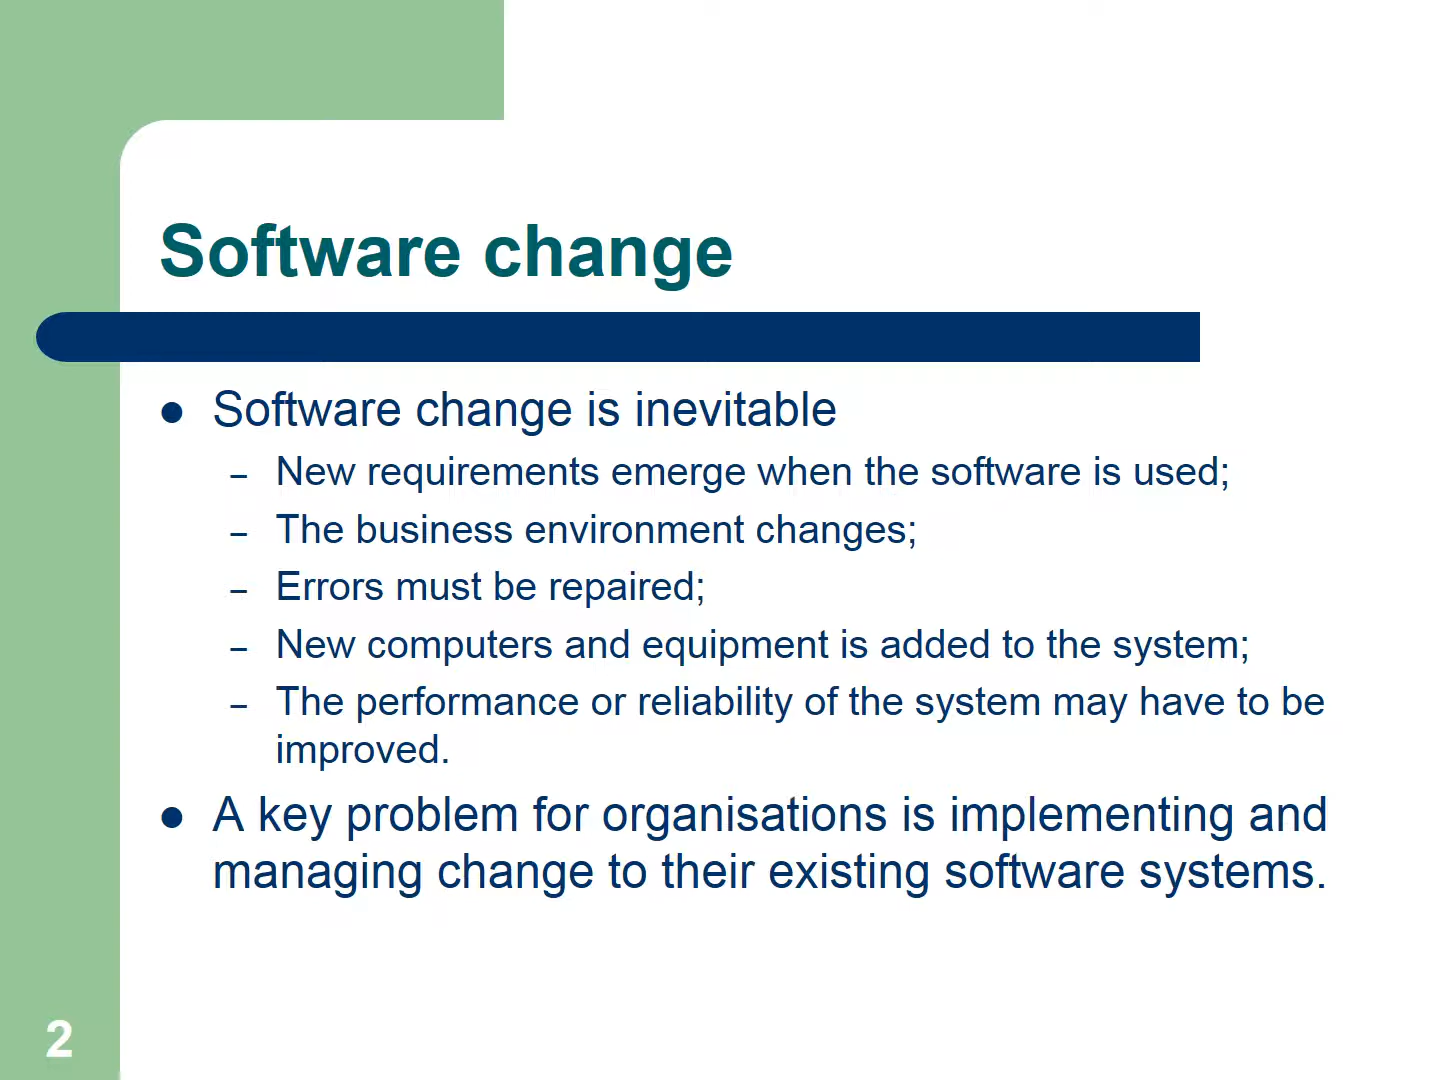 Software change
● Software change is inevitable
– New requirements emerge when the software is used;
– The business environment changes;
– Errors must be repaired;
– New computers and equipment is added to the system;
– The performance or reliability of the system may have to be
improved.
● A key problem for organisations is implementing and
managing change to their existing software systems.
2